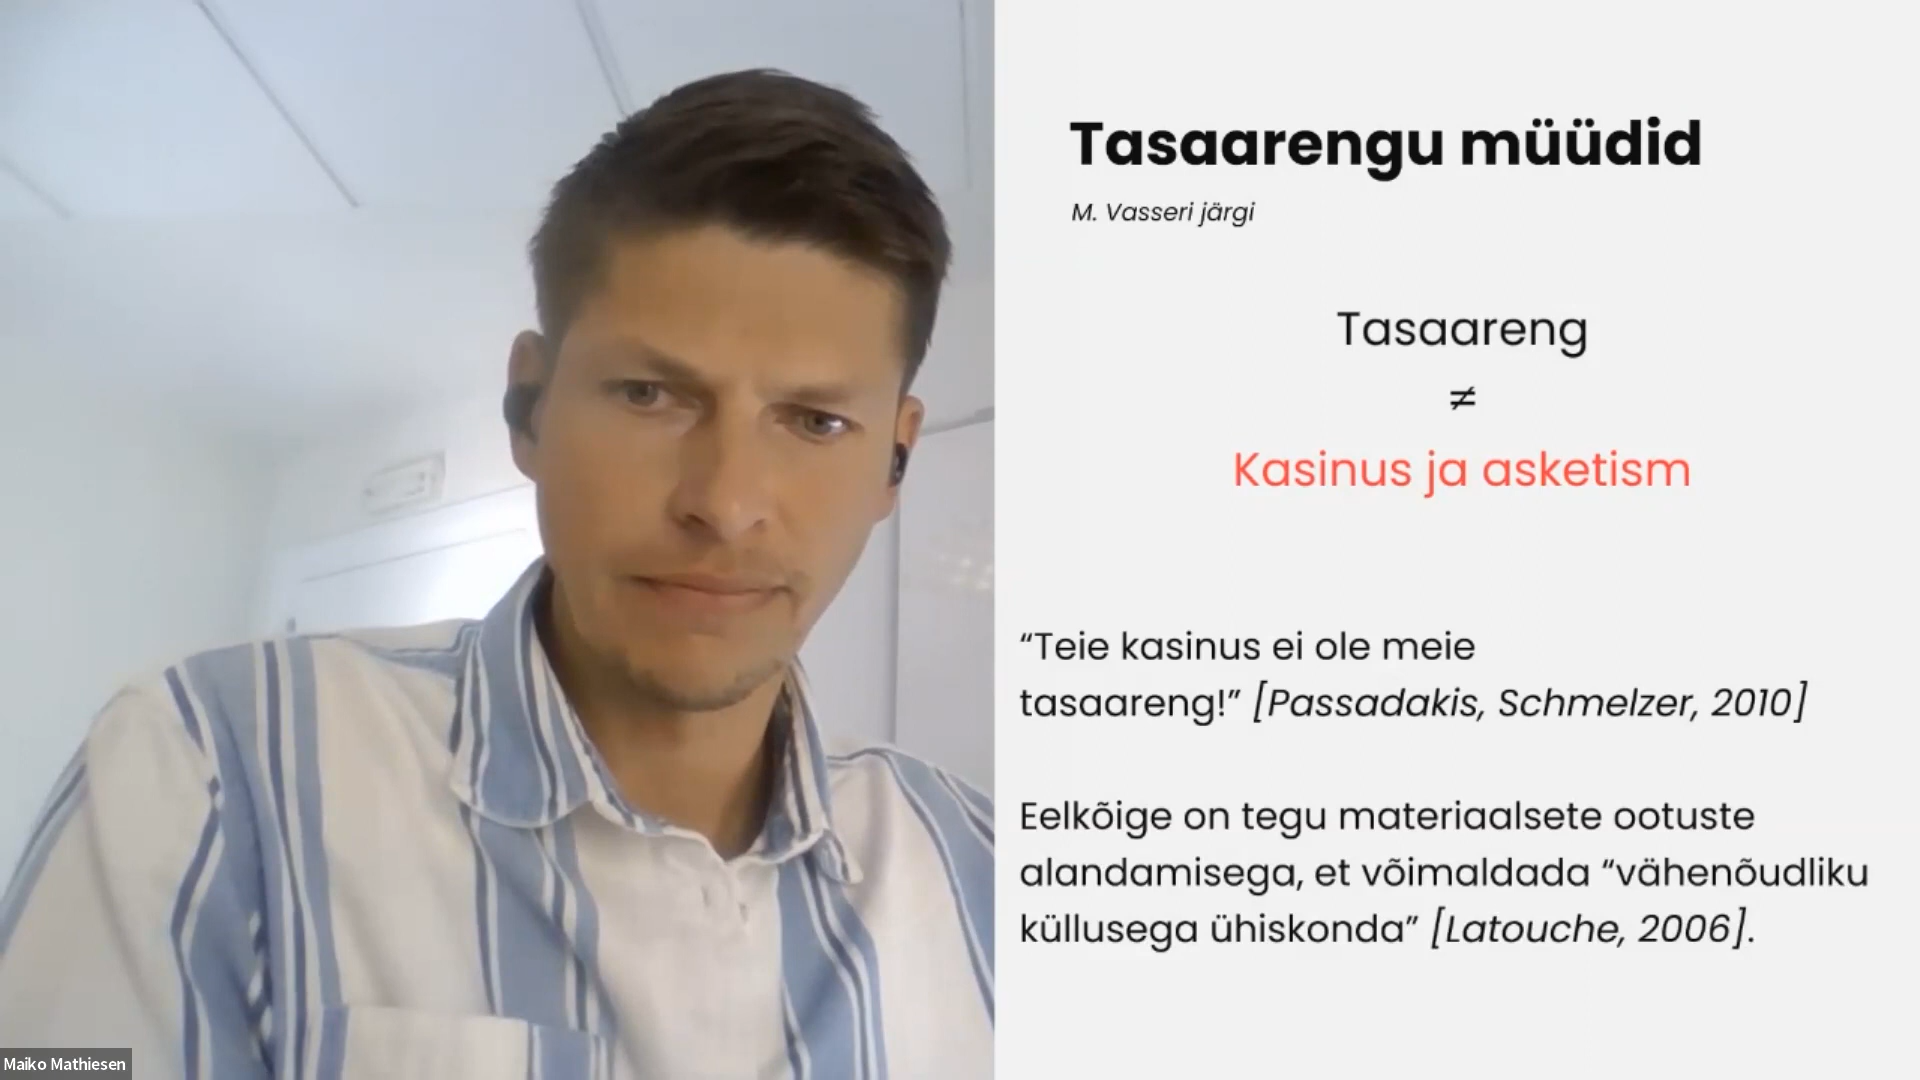 Tasaarengu müüdid
M. Vasseri järgi
Tasaareng
≠
Kasinus ja asketism
“Teie kasinus ei ole meie
tasaareng!” [Passadakis, Schmelzer, 2010]
Eelkõige on tegu materiaalsete ootuste
alandamisega, et võimaldada “vähenõudliku
küllusega ühiskonda” [Latouche, 2006].
Maiko Mathiesen